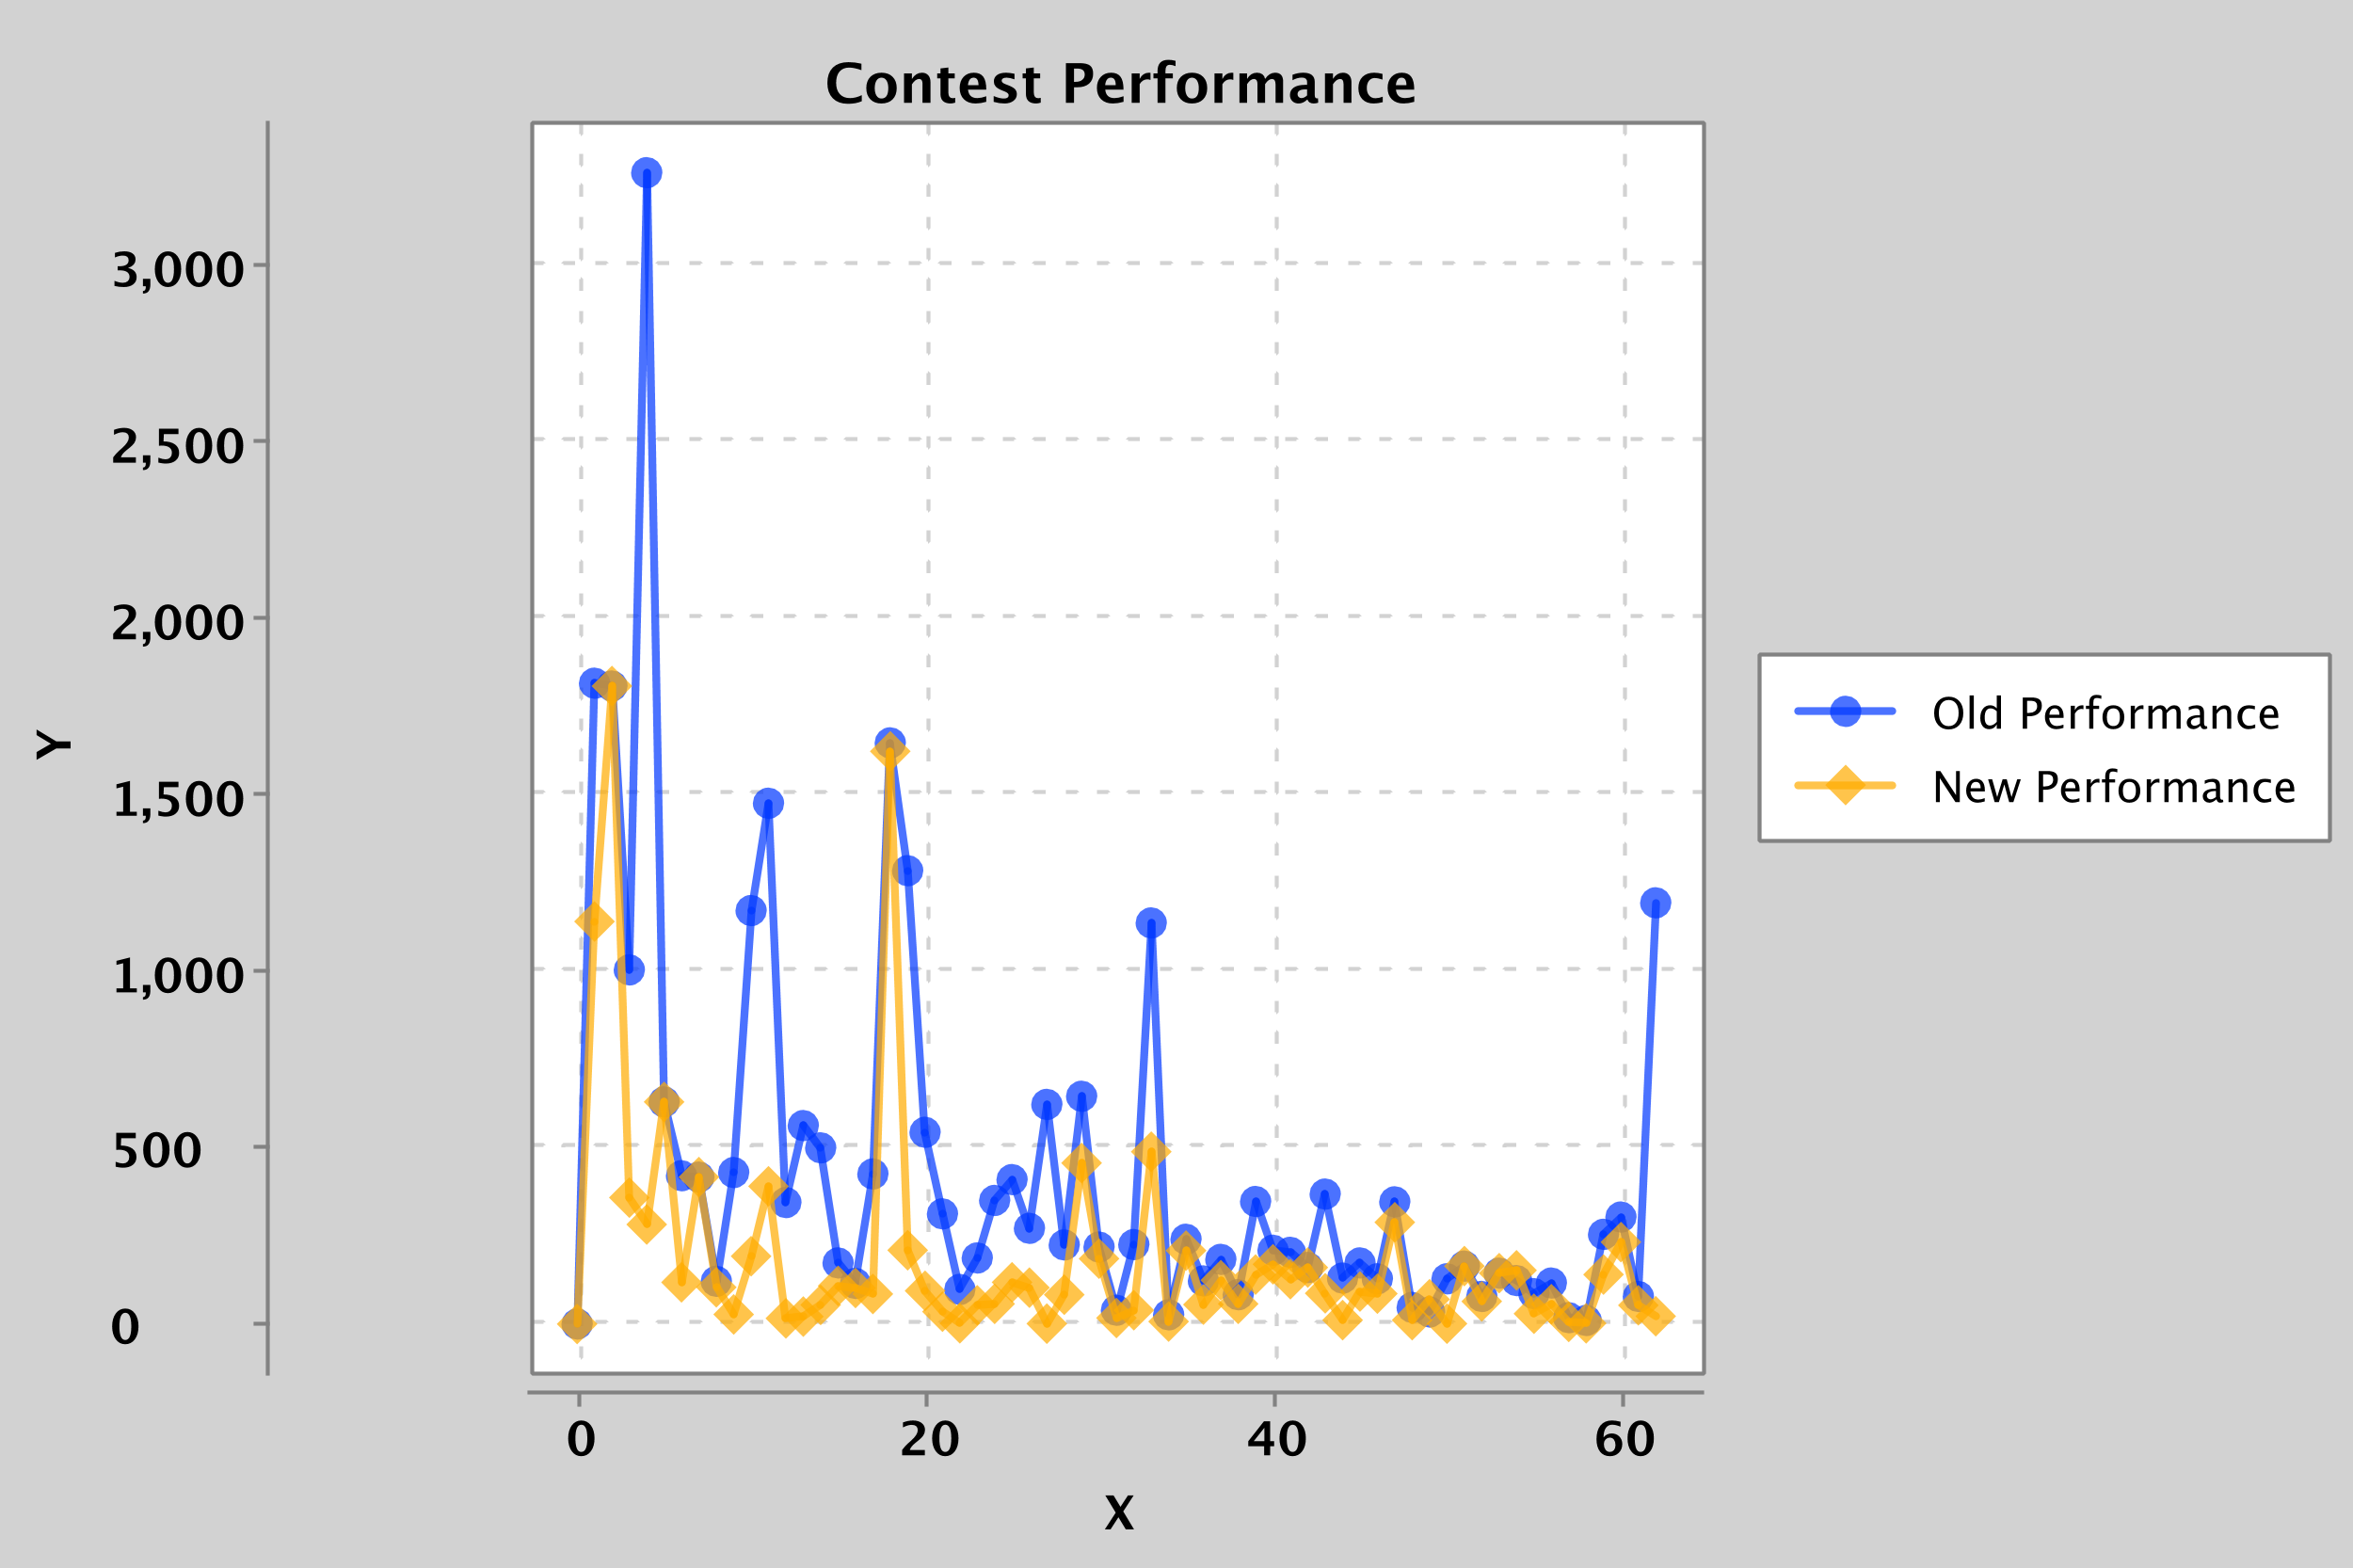 Contest Performance
3,000
2,500
2,000
1,500
1,000
500
0
Y
0 20 40 60
X
Old Performance
New Performance